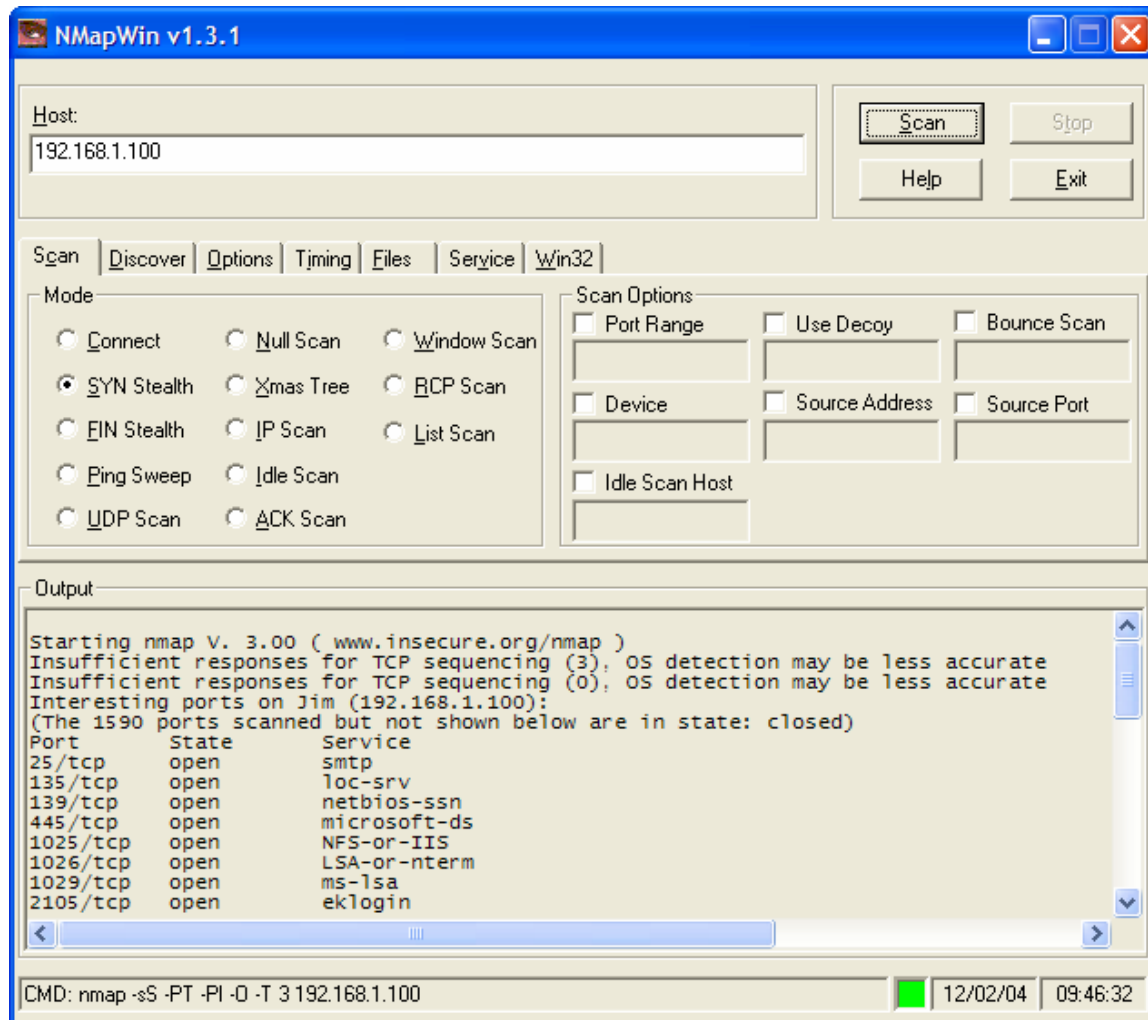 NMapWin v1.3.1
Host:
192.168.1.100
Scan
Stop
Help
Exit
Scan
Discover
Options
Timing
Files
Service
Win32
Mode
Connect
Null Scan
Window Scan
SYN Stealth
Xmas Tree
RCP Scan
FIN Stealth
IP Scan
List Scan
Ping Sweep
Idle Scan
UDP Scan
ACK Scan
Scan Options
Port Range
Use Decoy
Bounce Scan
Device
Source Address
Source Port
Idle Scan Host
Output
Starting nmap V. 3.00 ( www.insecure.org/nmap )
Insufficient responses for TCP sequencing (3), OS detection may be less accurate
Insufficient responses for TCP sequencing (0), OS detection may be less accurate
Interesting ports on Jim (192.168.1.100):
(The 1590 ports scanned but not shown below are in state: closed)
Port State Service
25/tcp open smtp
135/tcp open loc-srv
139/tcp open netbios-ssn
445/tcp open microsoft-ds
1025/tcp open NFS-or-IIS
1026/tcp open LSA-or-nterm
1029/tcp open ms-lsa
2105/tcp open eklogin
CMD: nmap -sS -PT -PI -O -T 3 192.168.1.100
12/02/04
09:46:32